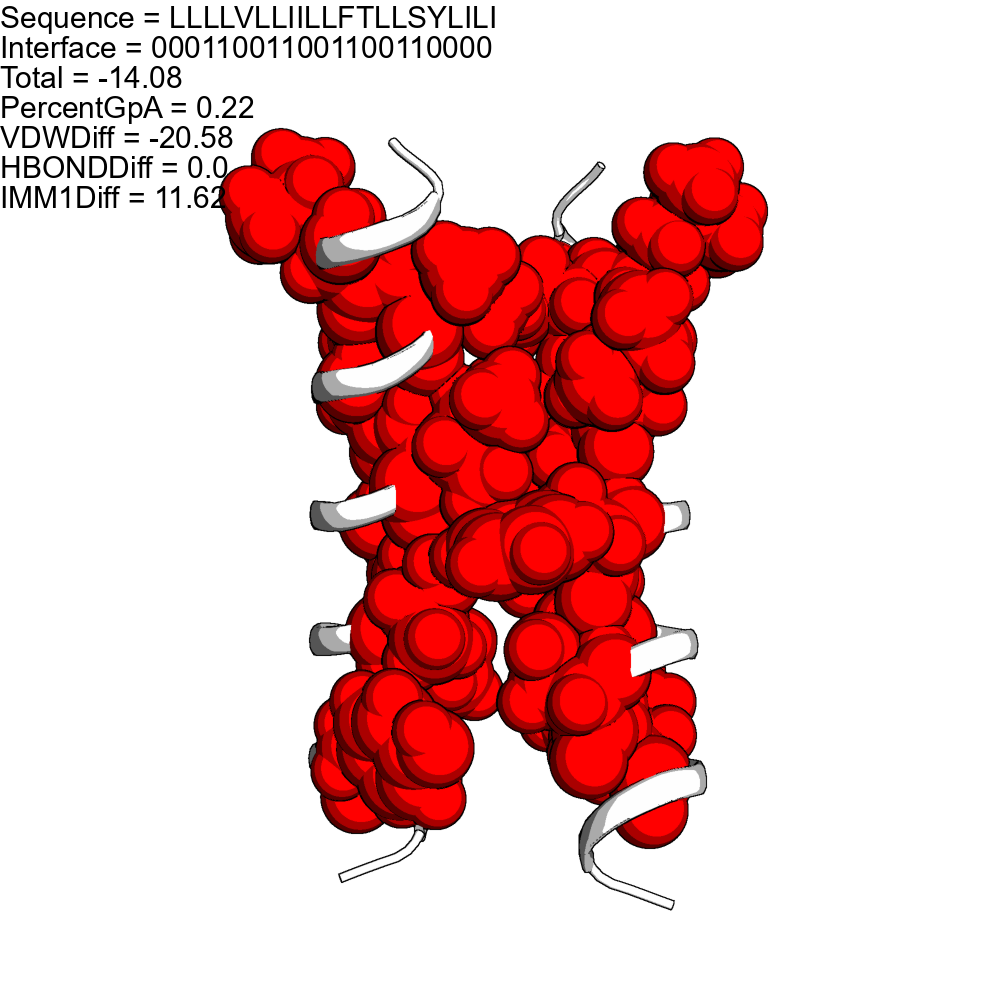 Sequence = LLLLVLLIILLFTLLSYLILI
Interface = 000110011001100110000
Total = -14.08
PercentGpA = 0.22
VDWDiff = -20.58
HBONDDiff = 0.0
IMM1Diff = 11.62